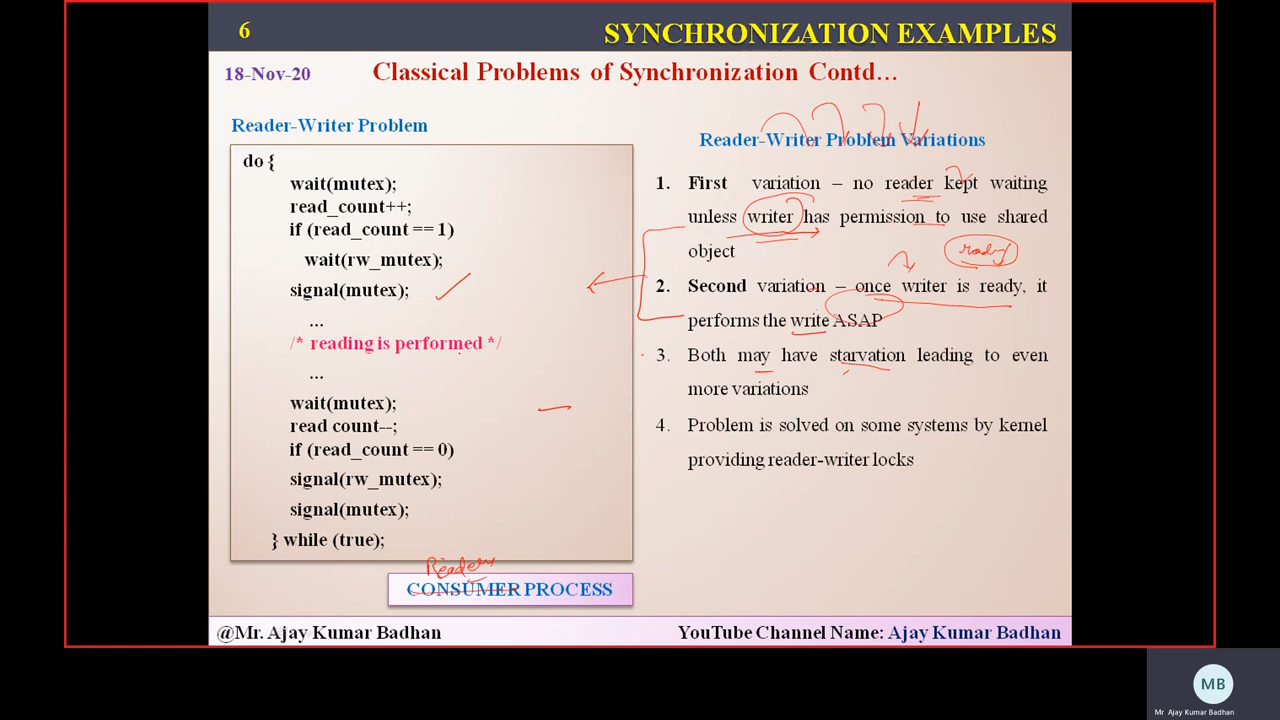 6
SYNCHRONIZATION EXAMPLES
18-Nov-20
Classical Problems of Synchronization Contd...
Reader-Writer Problem
do {
wait(mutex);
read_count++;
if (read_count == 1)
wait(rw_mutex);
signal(mutex);
...
/* reading is performed */
...
wait(mutex);
read count--;
if (read_count == 0)
signal(rw_mutex);
signal(mutex);
} while (true);
Reader
CONSUMER PROCESS
Reader-Writer Problem Variations
1. First variation – no reader kept waiting
unless writer has permission to use shared
object
ready
2. Second variation – once writer is ready, it
performs the write ASAP
3. Both may have starvation leading to even
more variations
4. Problem is solved on some systems by kernel
providing reader-writer locks
@Mr. Ajay Kumar Badhan
YouTube Channel Name: Ajay Kumar Badhan
MB
Mr Ajay Kumar Badhan